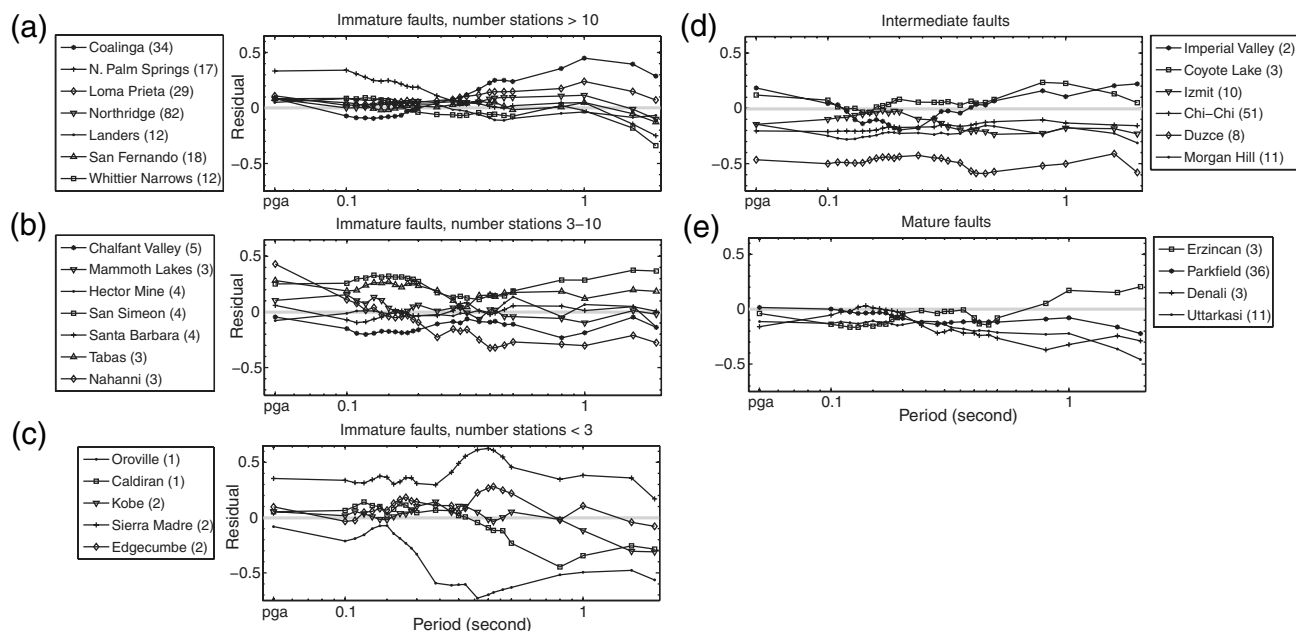 (a)
Immature faults, number stations > 10
Coalinga (34)
N. Palm Springs (17)
Loma Prieta (29)
Northridge (82)
Landers (12)
San Fernando (18)
Whittier Narrows (12)
Residual
0.5
0
−0.5
pga
0.1
1
(b)
Immature faults, number stations 3−10
Chalfant Valley (5)
Mammoth Lakes (3)
Hector Mine (4)
San Simeon (4)
Santa Barbara (4)
Tabas (3)
Nahanni (3)
Residual
0.5
0
−0.5
pga
0.1
1
(c)
Immature faults, number stations < 3
Oroville (1)
Caldiran (1)
Kobe (2)
Sierra Madre (2)
Edgecumbe (2)
Residual
0.5
0
−0.5
pga
0.1
1
Period (second)
(d)
Intermediate faults
0.5
0
−0.5
pga
0.1
1
Imperial Valley (2)
Coyote Lake (3)
Izmit (10)
Chi−Chi (51)
Duzce (8)
Morgan Hill (11)
(e)
Mature faults
0.5
0
−0.5
pga
0.1
1
Period (second)
Erzincan (3)
Parkfield (36)
Denali (3)
Uttarkasi (11)